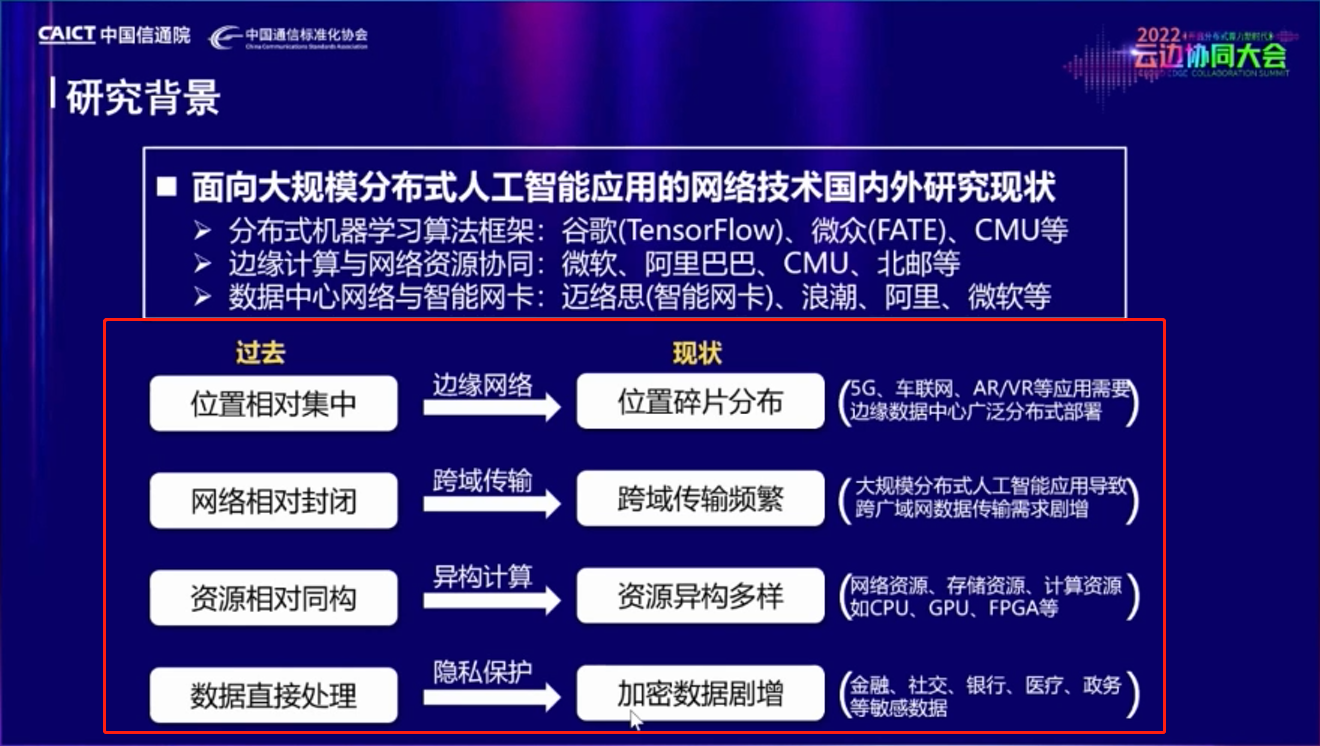 CAICT 中国信通院 中国通信标准化协会
China Communications Standards Association
2022
云边协同大会
研究背景
■ 面向大规模分布式人工智能应用的网络技术国内外研究现状
➢ 分布式机器学习算法框架：谷歌(TensorFlow)、微众(FATE)、CMU等
➢ 边缘计算与网络资源协同：微软、阿里巴巴、CMU、北邮等
➢ 数据中心网络与智能网卡：迈络思(智能网卡)、浪潮、阿里、微软等
过去 现状
位置相对集中 边缘网络 位置碎片分布 (5G、车联网、AR/VR等应用需要
边缘数据中心广泛分布式部署)
网络相对封闭 跨域传输 跨域传输频繁 (大规模分布式人工智能应用导致
跨广域网数据传输需求剧增)
资源相对同构 异构计算 资源异构多样 (网络资源、存储资源、计算资源
如CPU、GPU、FPGA等)
数据直接处理 隐私保护 加密数据剧增 (金融、社交、银行、医疗、政务
等敏感数据)